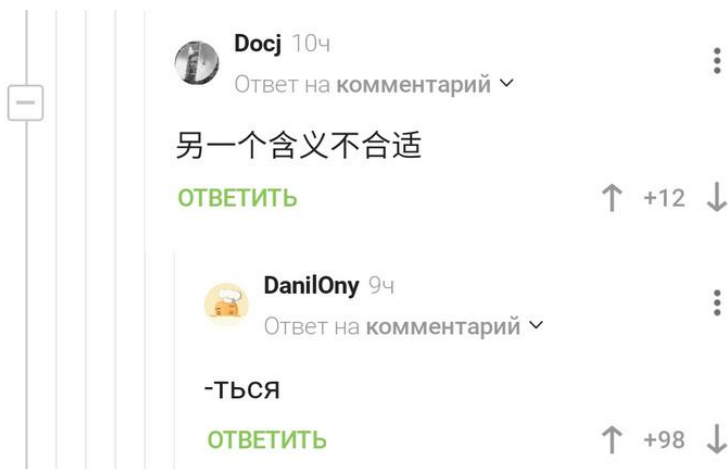 Docj 10ч
Ответ на комментарий
另一个含义不合适
ОТВЕТИТЬ +12
DanilOny 9ч
Ответ на комментарий
-ться
ОТВЕТИТЬ +98